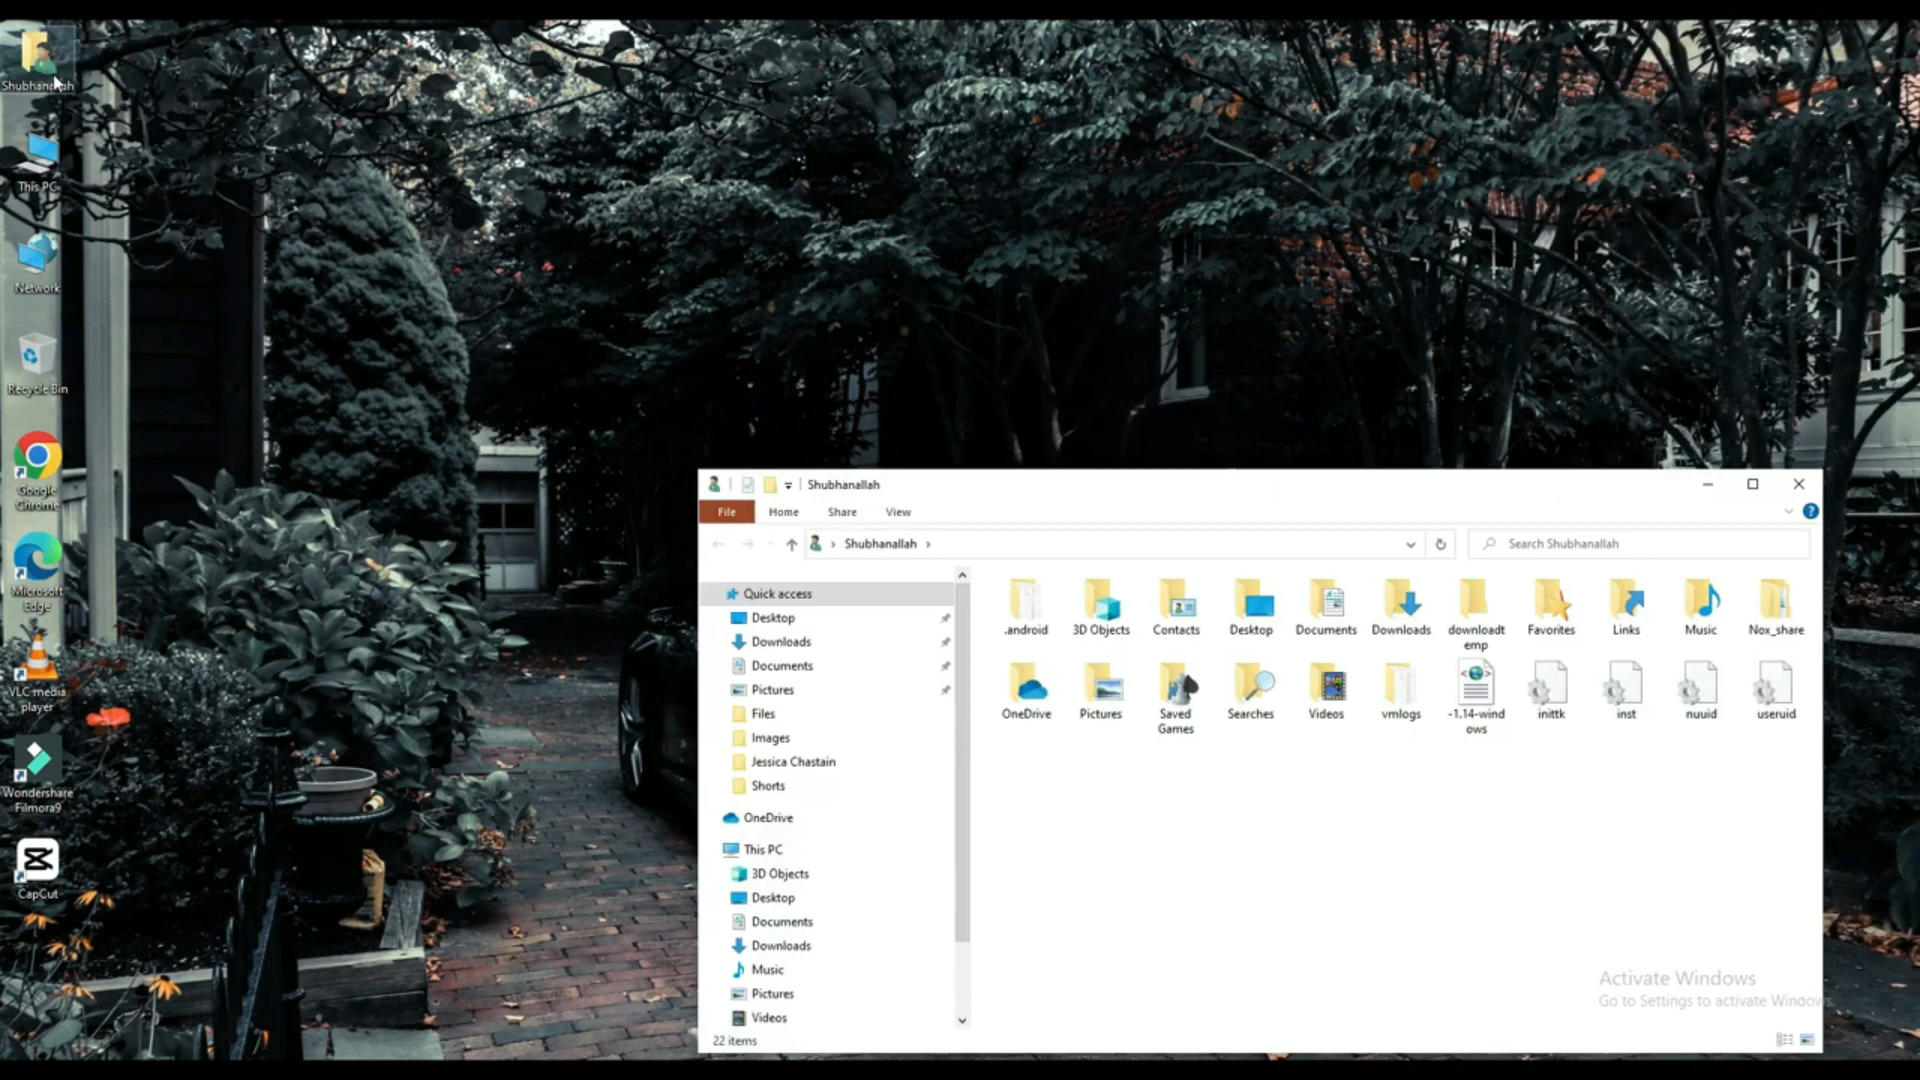 Shubhanallah
This PC
Network
Recycle Bin
Google
Chrome
Microsoft
Edge
VLC media
player
Wondershare
Filmora9
CapCut
Shubhanallah
File
Home
Share
View
Shubhanallah
Search Shubhanallah
Quick access
Desktop
Downloads
Documents
Pictures
Files
Images
Jessica Chastain
Shorts
OneDrive
This PC
3D Objects
Desktop
Documents
Downloads
Music
Pictures
Videos
.android
3D Objects
Contacts
Desktop
Documents
Downloads
downloadt
emp
Favorites
Links
Music
Nox_share
OneDrive
Pictures
Saved
Games
Searches
Videos
vmlogs
-1.14-wind
ows
inittk
inst
nuuid
useruid
Activate Windows
Go to Settings to activate Windows.
22 items